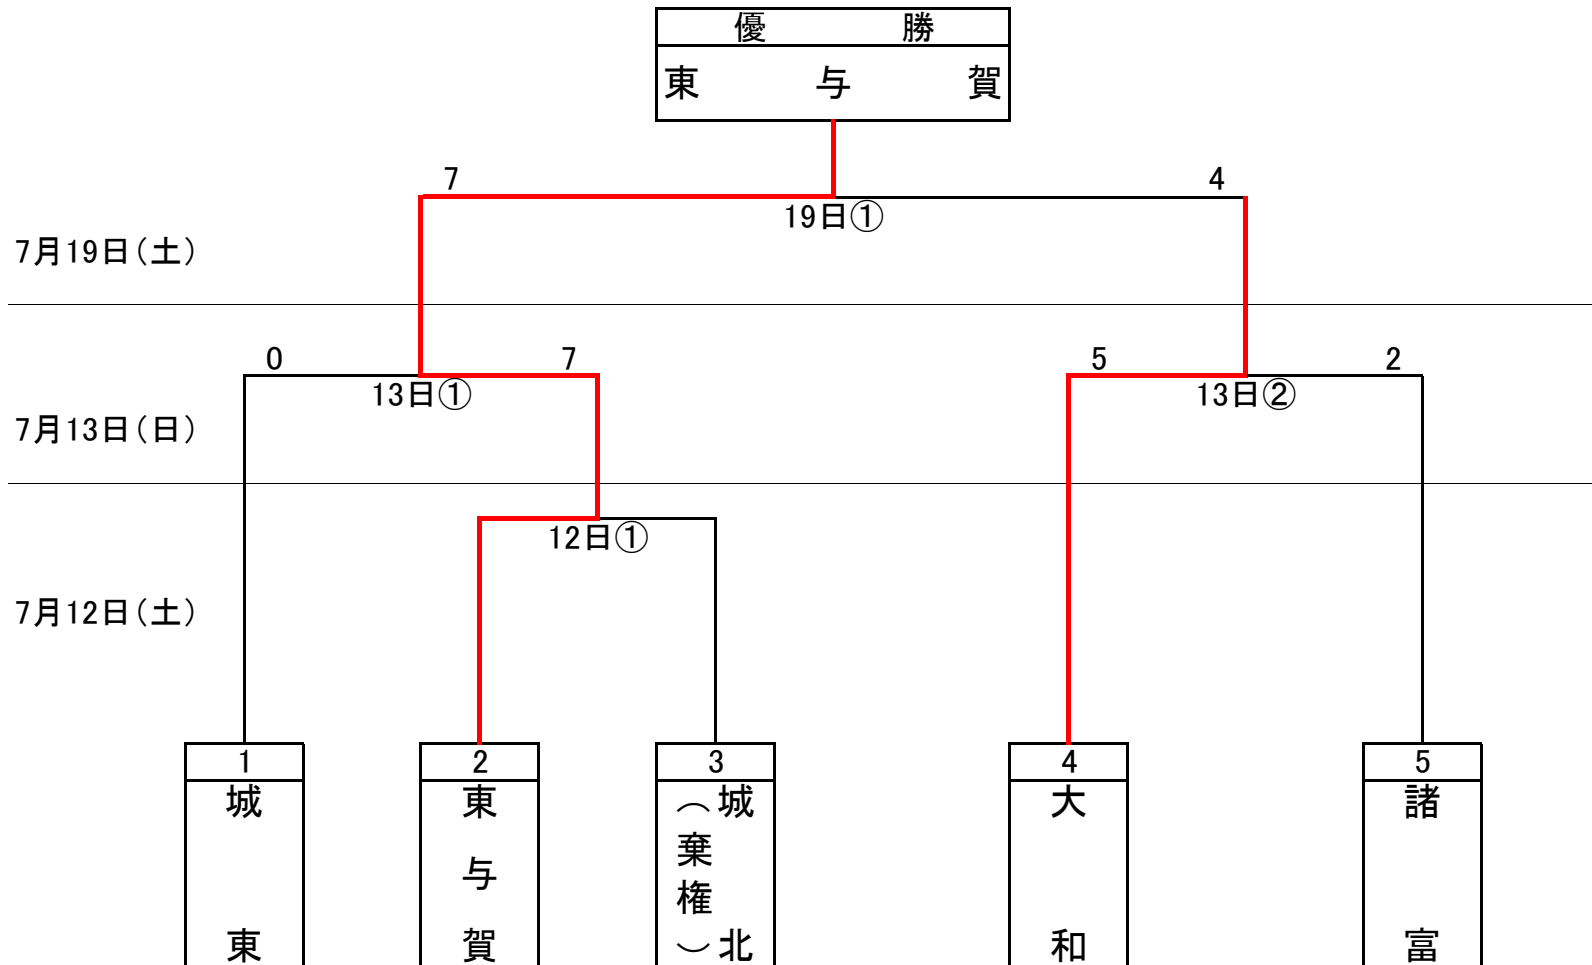 優勝
東与賀
7 4
19日①
7月19日(土)
0 7 5 2
13日① 13日②
7月13日(日)
12日①
7月12日(土)
1 2 3 4 5
城東
東与賀
城北
(棄権)
大和
諸富